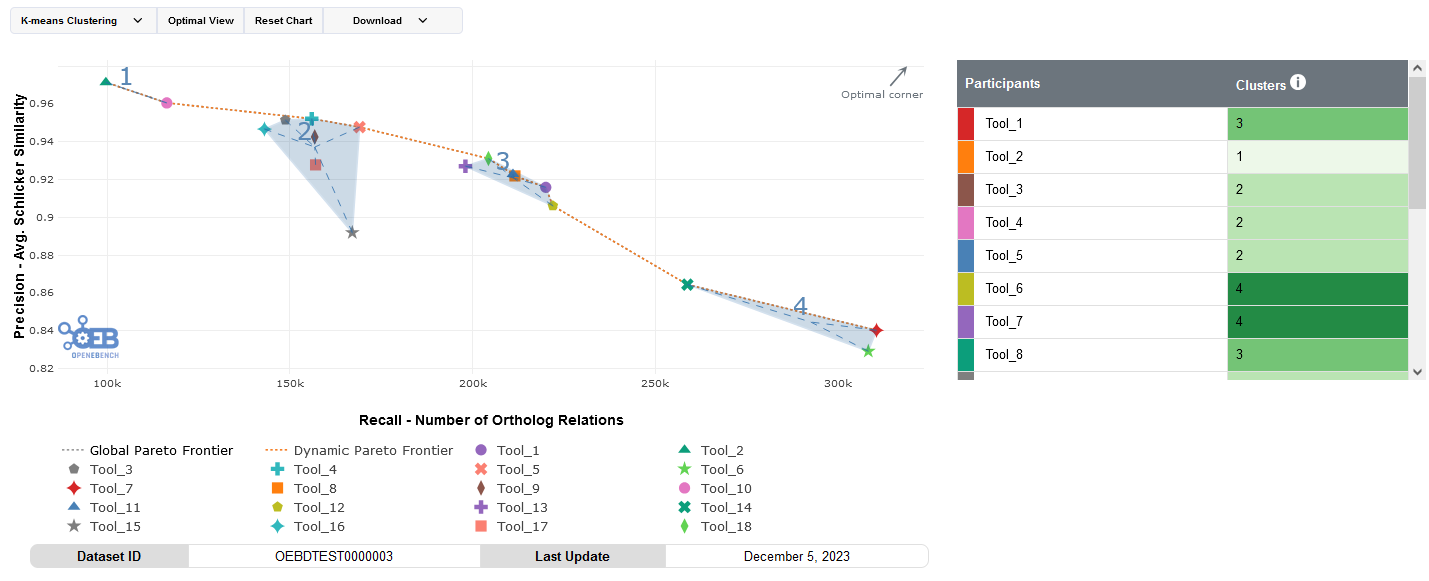 K-means Clustering Optimal View Reset Chart Download
Precision - Avg. Schlicker Similarity
0.96
0.94
0.92
0.9
0.88
0.86
0.84
0.82
1
2
3
4
Optimal corner
OEB
OPENEBENCH
100k 150k 200k 250k 300k
Recall - Number of Ortholog Relations
Global Pareto Frontier Dynamic Pareto Frontier Tool_1 Tool_2
Tool_3 Tool_4 Tool_5 Tool_6
Tool_7 Tool_8 Tool_9 Tool_10
Tool_11 Tool_12 Tool_13 Tool_14
Tool_15 Tool_16 Tool_17 Tool_18
Dataset ID OEBDTEST0000003 Last Update December 5, 2023
Participants Clusters i
Tool_1 3
Tool_2 1
Tool_3 2
Tool_4 2
Tool_5 2
Tool_6 4
Tool_7 4
Tool_8 3